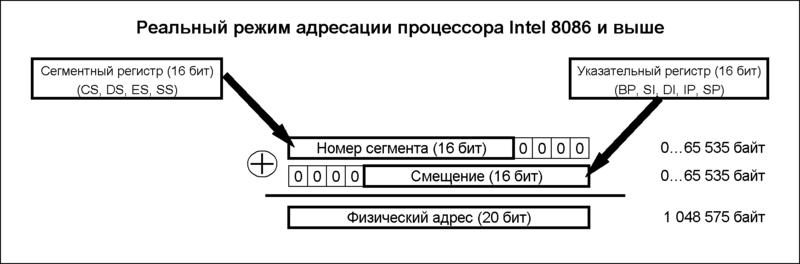 Реальный режим адресации процессора Intel 8086 и выше
Сегментный регистр (16 бит)
(CS, DS, ES, SS)
Указательный регистр (16 бит)
(BP, SI, DI, IP, SP)
Номер сегмента (16 бит) 0 0 0 0 0...65 535 байт
0 0 0 0 Смещение (16 бит) 0...65 535 байт
Физический адрес (20 бит) 1 048 575 байт